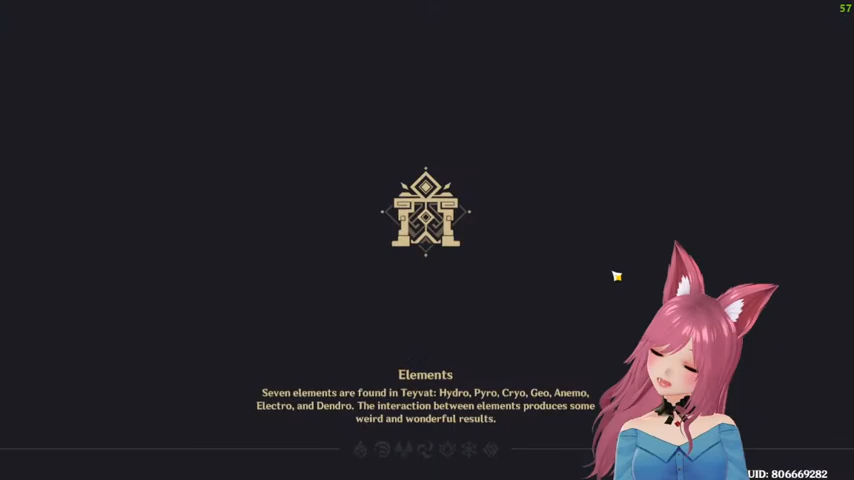 57
Elements
Seven elements are found in Teyvat: Hydro, Pyro, Cryo, Geo, Anemo,
Electro, and Dendro. The interaction between elements produces some
weird and wonderful results.
UID: 806669282